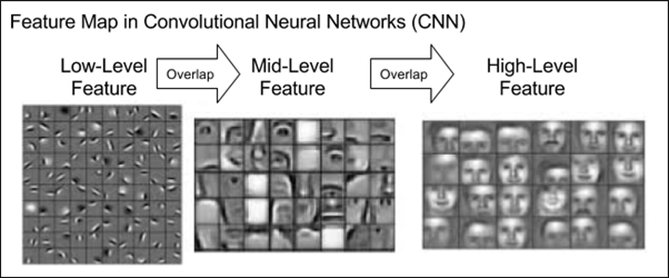 Feature Map in Convolutional Neural Networks (CNN)
Low-Level
Feature
Overlap
Mid-Level
Feature
Overlap
High-Level
Feature